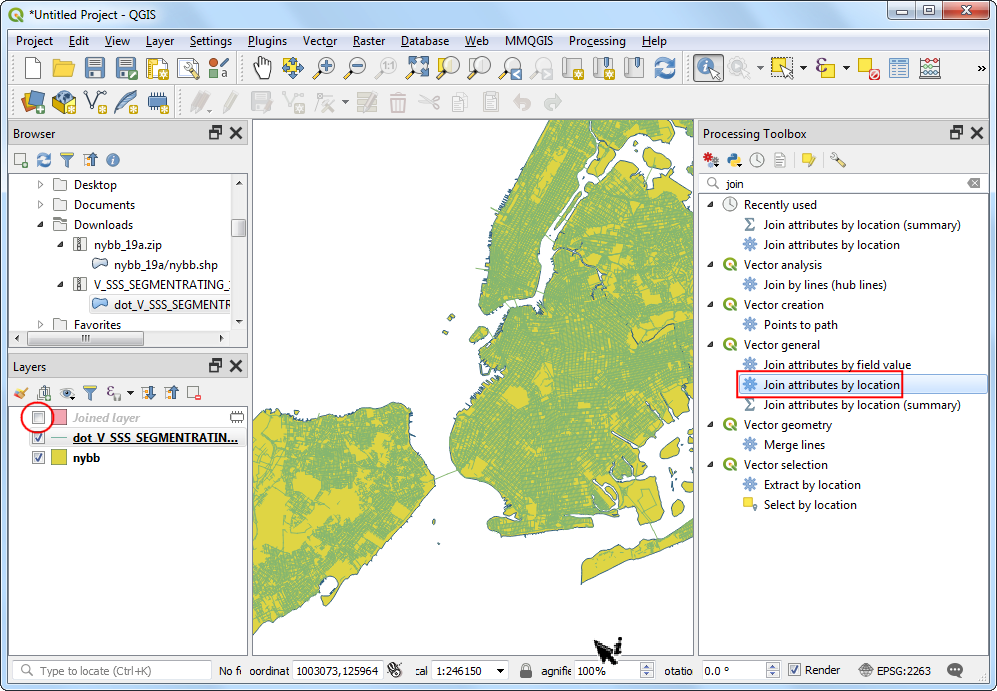 *Untitled Project - QGIS
Project Edit View Layer Settings Plugins Vector Raster Database Web MMQGIS Processing Help
Browser
Desktop
Documents
Downloads
nybb_19a.zip
nybb_19a/nybb.shp
V_SSS_SEGMENTRATING_
dot_V_SSS_SEGMENTR
Favorites
Layers
Joined layer
dot_V_SSS_SEGMENTRATIN...
nybb
Processing Toolbox
join
Recently used
Join attributes by location (summary)
Join attributes by location
Vector analysis
Join by lines (hub lines)
Vector creation
Points to path
Vector general
Join attributes by field value
Join attributes by location
Join attributes by location (summary)
Vector geometry
Merge lines
Vector selection
Extract by location
Select by location
Type to locate (Ctrl+K) No fe oordinat 1003073,125964 cal 1:246150 agnifie 100% otatio 0.0 ° Render EPSG:2263